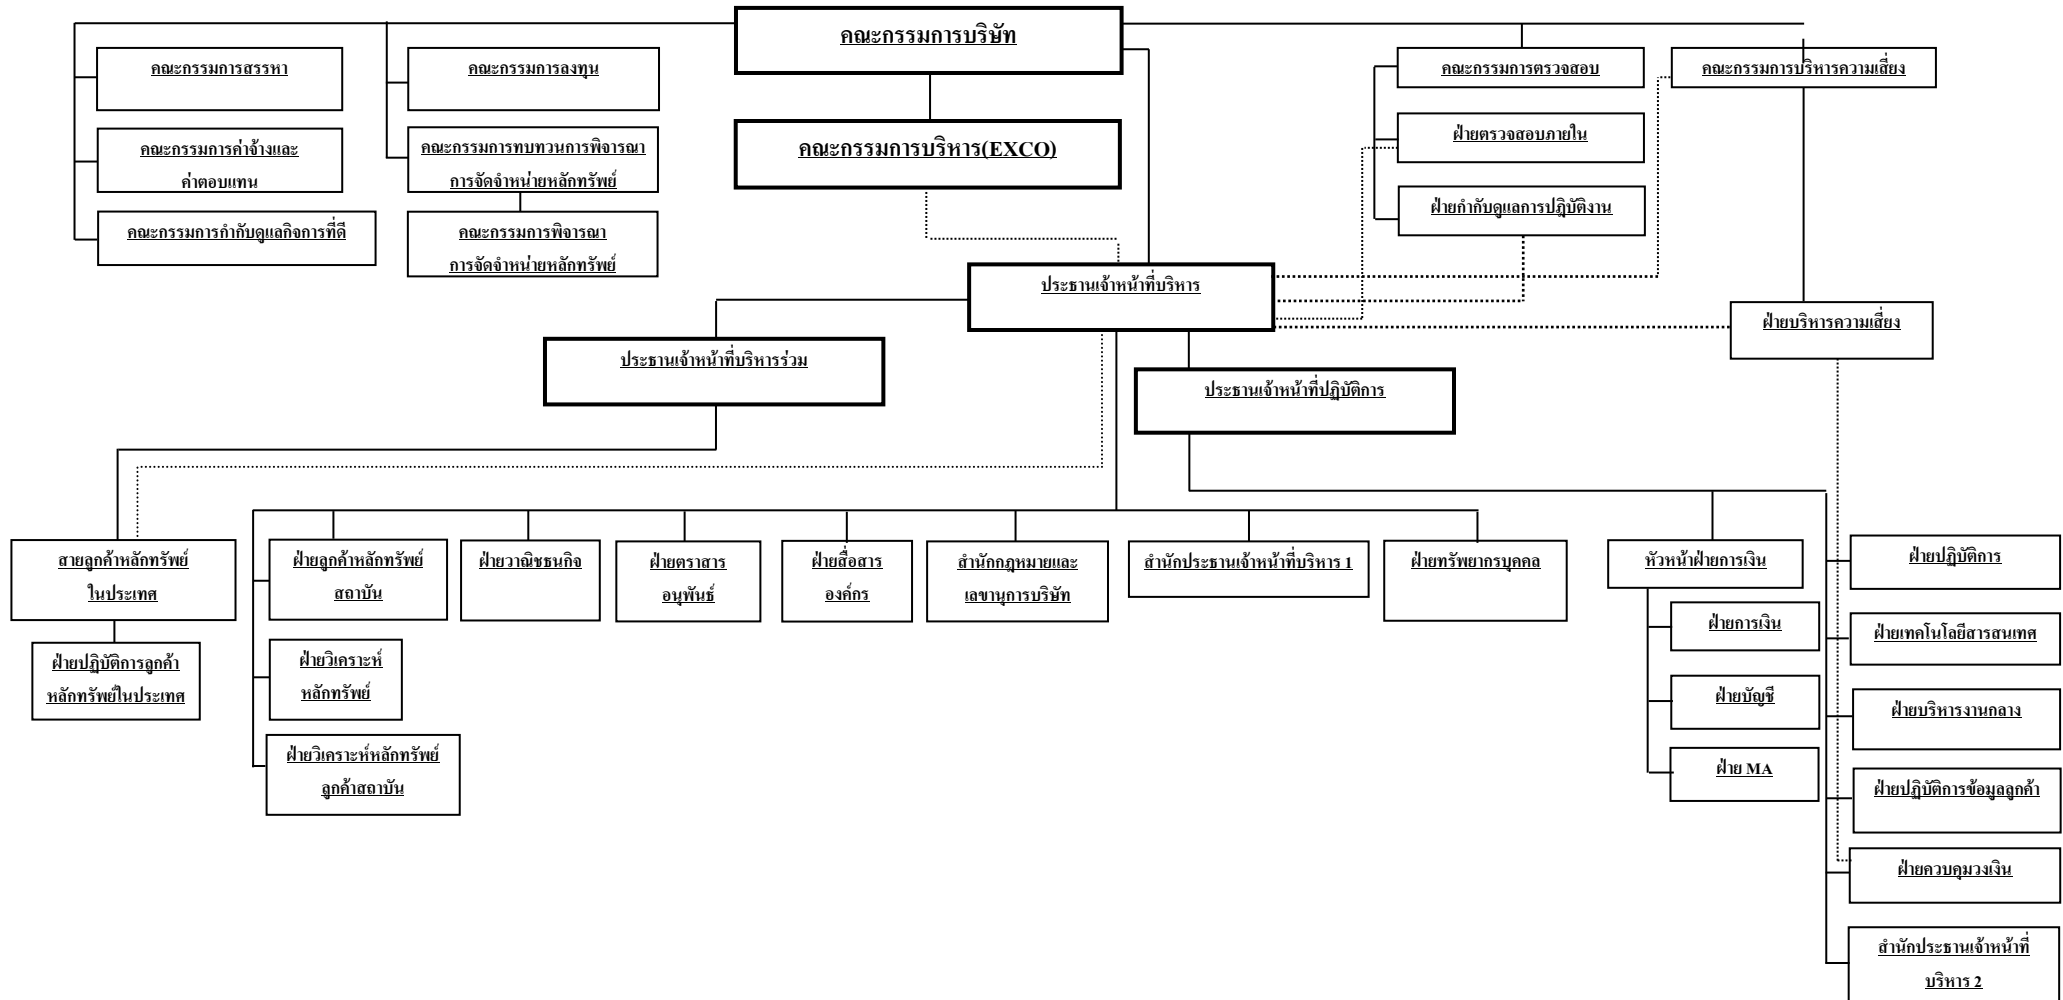 คณะกรรมการบริษัท
คณะกรรมการสรรหา
คณะกรรมการลงทุน
คณะกรรมการตรวจสอบ
คณะกรรมการบริหารความเสี่ยง
คณะกรรมการค่าจ้างและ
ค่าตอบแทน
คณะกรรมการทบทวนการพิจารณา
การจัดจำหน่ายหลักทรัพย์
คณะกรรมการบริหาร(EXCO)
ฝ่ายตรวจสอบภายใน
คณะกรรมการกำกับดูแลกิจการที่ดี
คณะกรรมการพิจารณา
การจัดจำหน่ายหลักทรัพย์
ฝ่ายกำกับดูแลการปฏิบัติงาน
ประธานเจ้าหน้าที่บริหาร
ฝ่ายบริหารความเสี่ยง
ประธานเจ้าหน้าที่บริหารร่วม
ประธานเจ้าหน้าที่ปฏิบัติการ
สายลูกค้าหลักทรัพย์
ในประเทศ
ฝ่ายลูกค้าหลักทรัพย์
สถาบัน
ฝ่ายวาณิชธนกิจ
ฝ่ายตราสาร
อนุพันธ์
ฝ่ายสื่อสาร
องค์กร
สำนักกฎหมายและ
เลขานุการบริษัท
สำนักประธานเจ้าหน้าที่บริหาร 1
ฝ่ายทรัพยากรบุคคล
หัวหน้าฝ่ายการเงิน
ฝ่ายปฏิบัติการ
ฝ่ายปฏิบัติการลูกค้า
หลักทรัพย์ในประเทศ
ฝ่ายวิเคราะห์
หลักทรัพย์
ฝ่ายการเงิน
ฝ่ายเทคโนโลยีสารสนเทศ
ฝ่ายบัญชี
ฝ่ายบริหารงานกลาง
ฝ่ายวิเคราะห์หลักทรัพย์
ลูกค้าสถาบัน
ฝ่าย MA
ฝ่ายปฏิบัติการข้อมูลลูกค้า
ฝ่ายควบคุมวงเงิน
สำนักประธานเจ้าหน้าที่
บริหาร 2